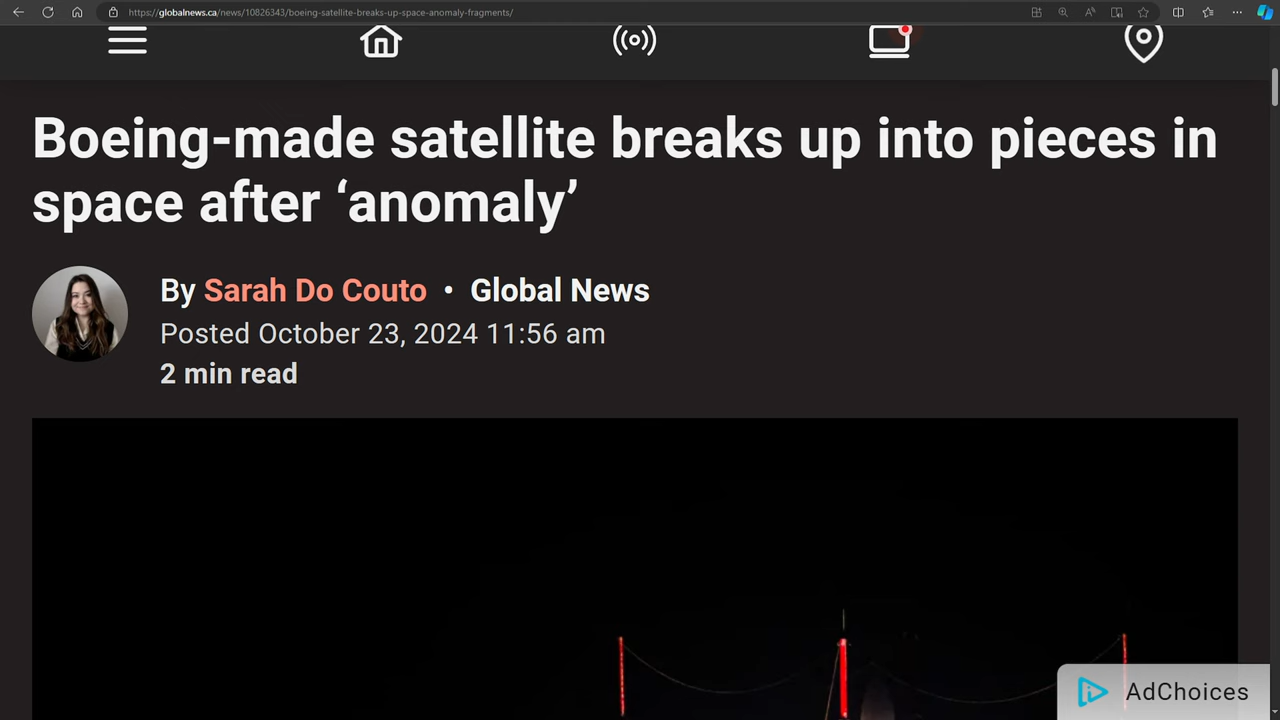 https://globalnews.ca/news/10826343/boeing-satellite-breaks-up-space-anomaly-fragments/
Boeing-made satellite breaks up into pieces in
space after ‘anomaly’
By Sarah Do Couto • Global News
Posted October 23, 2024 11:56 am
2 min read
AdChoices